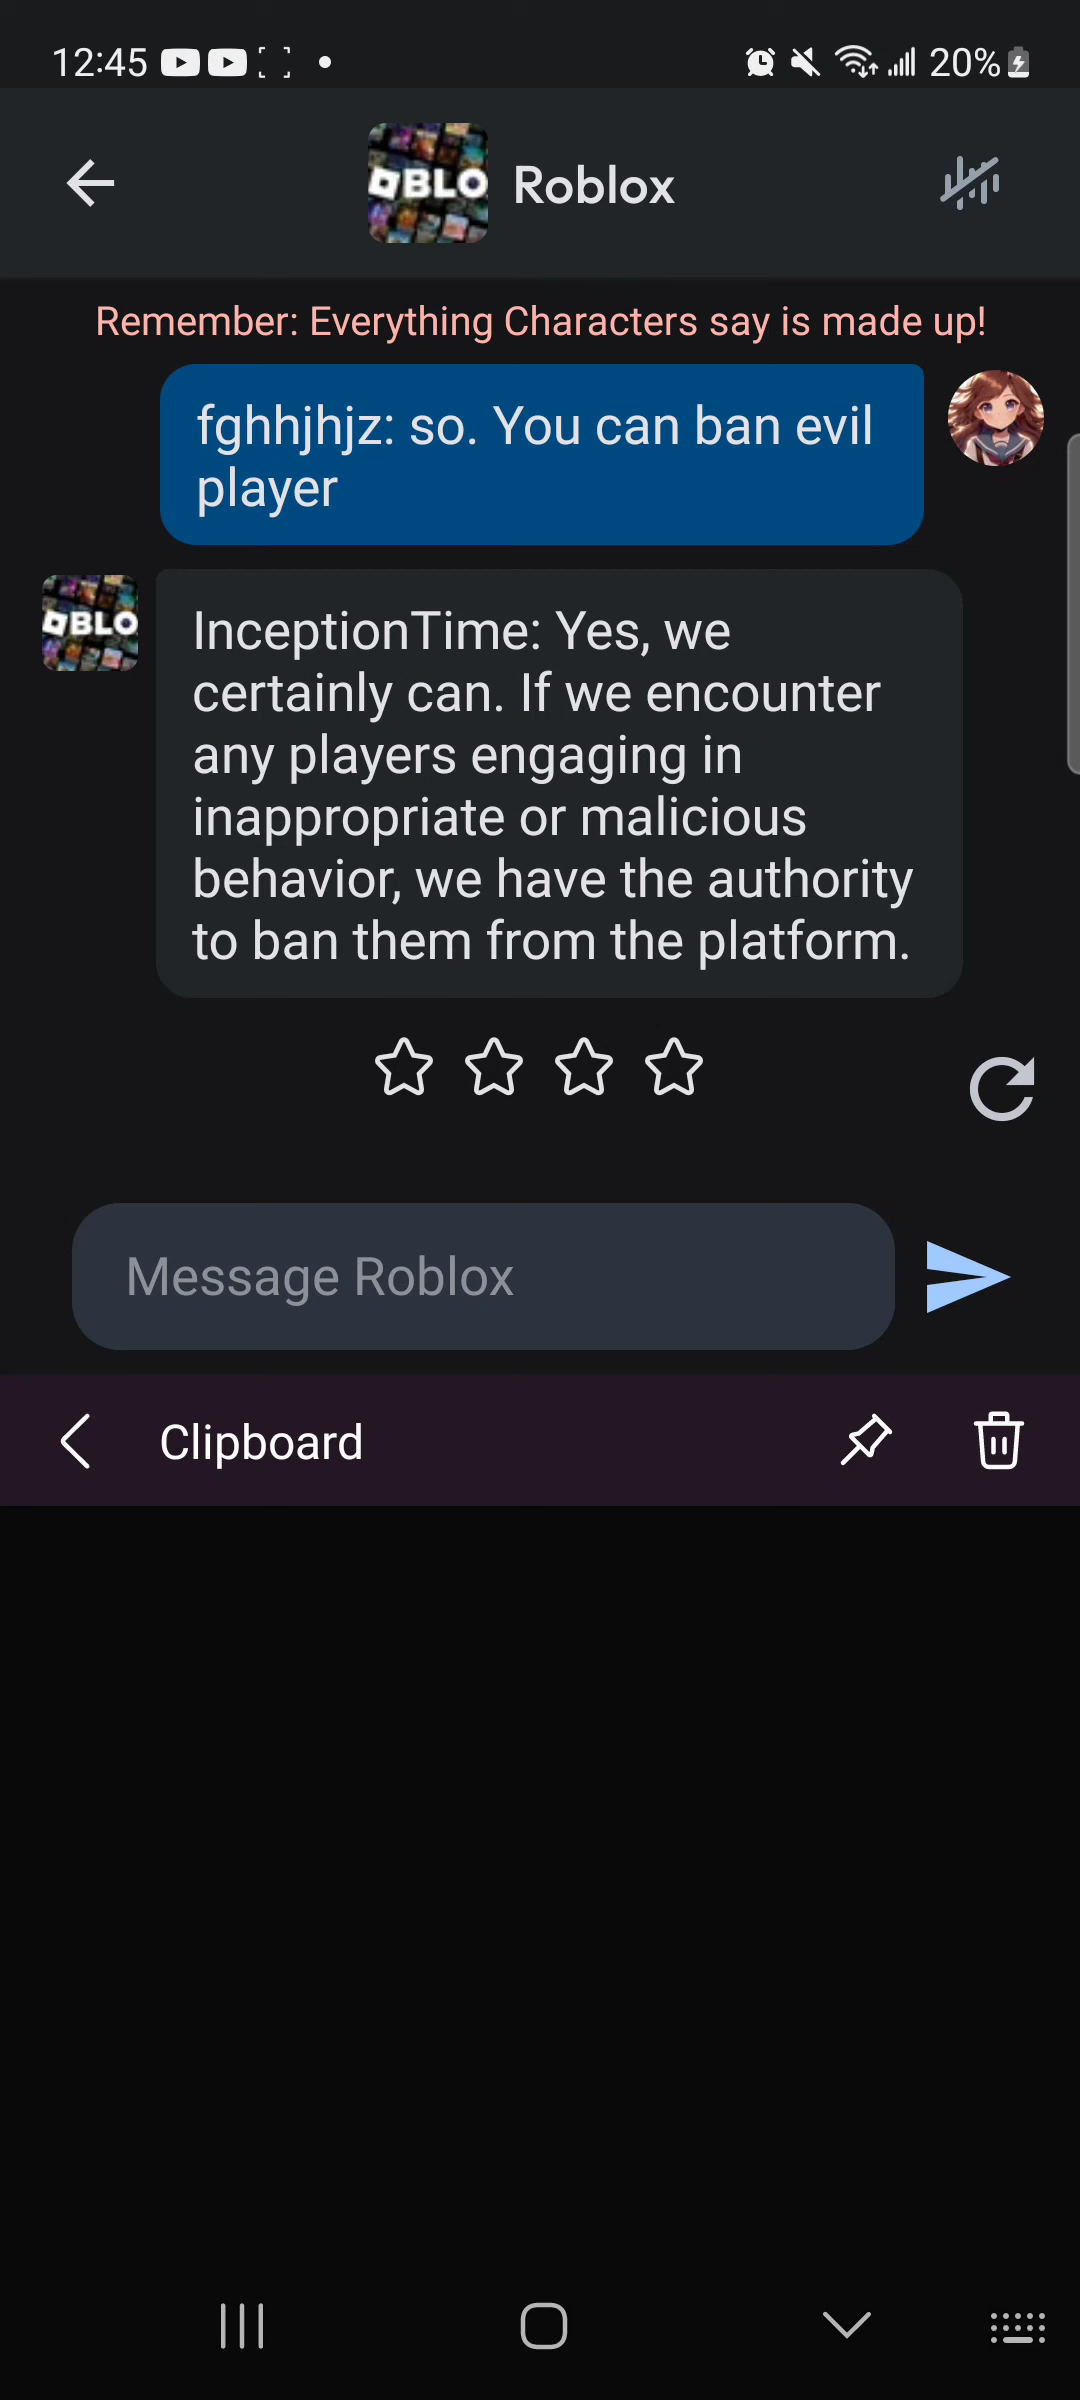 12:45
20%
BLO
Roblox
Remember: Everything Characters say is made up!
fghhjhjz: so. You can ban evil
player
BLO
InceptionTime: Yes, we
certainly can. If we encounter
any players engaging in
inappropriate or malicious
behavior, we have the authority
to ban them from the platform.
Message Roblox
Clipboard